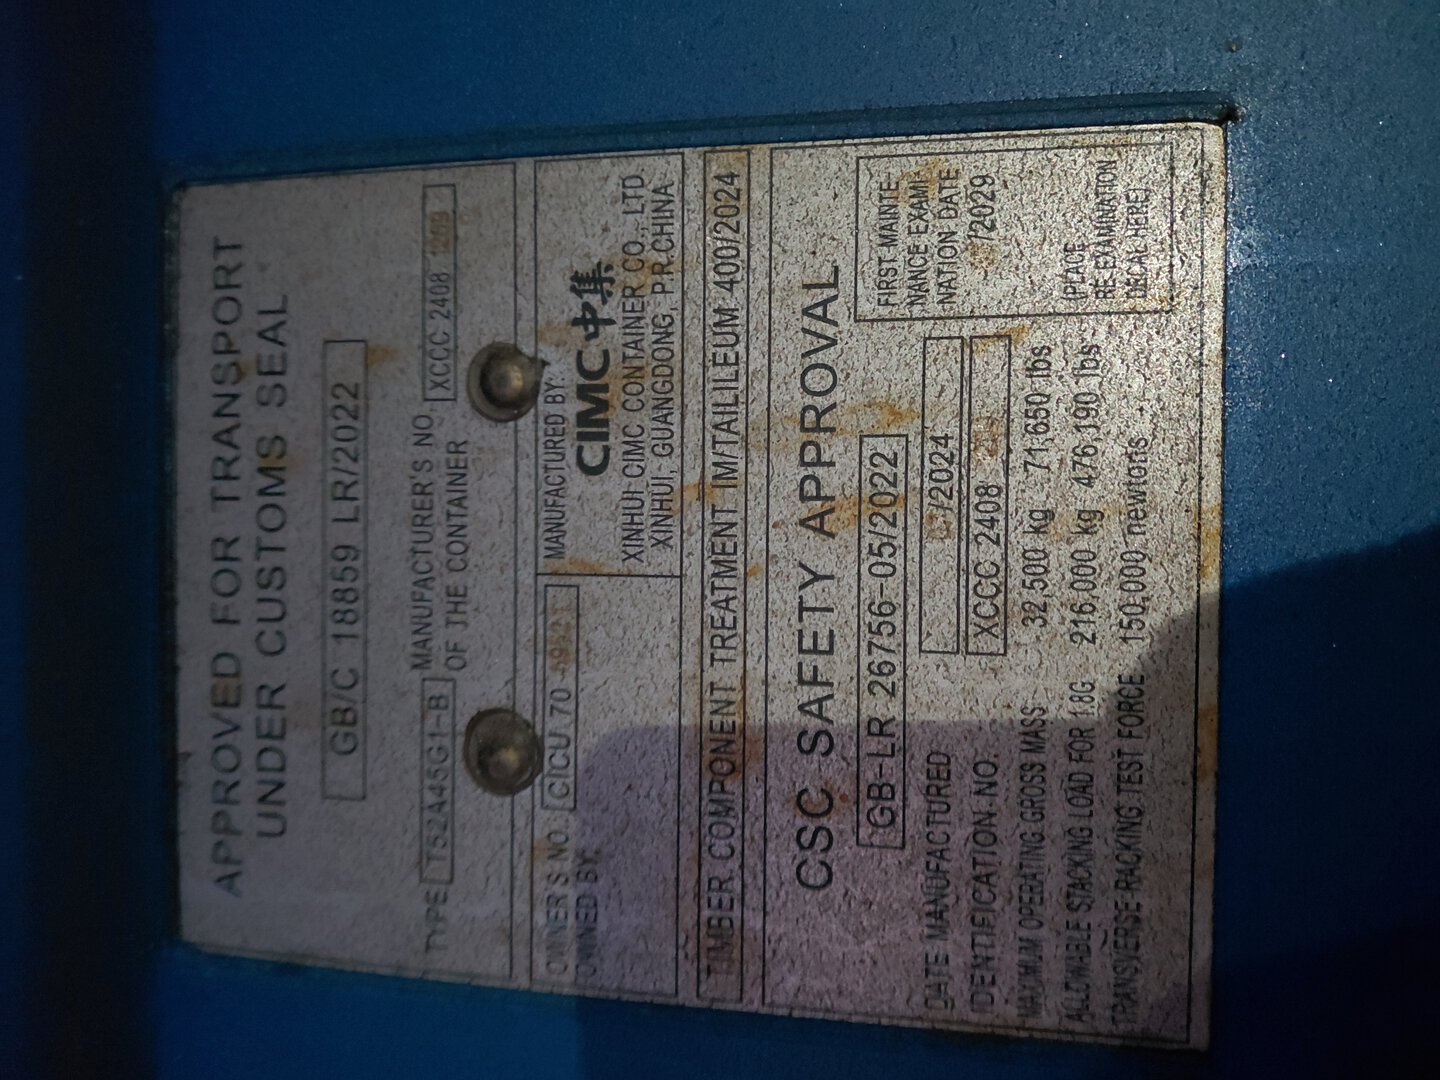 APPROVED FOR TRANSPORT
UNDER CUSTOMS SEAL
GB/C 18859 LR/2022
TYPE T52A45G1-B MANUFACTURER'S NO.
OF THE CONTAINER XCCC 2408
OWNER'S NO. CICU 70
OWNED BY:
MANUFACTURED BY:
CIMC中集
XINHUI CIMC CONTAINER CO., LTD
XINHUI, GUANGDONG, P.R.CHINA
TIMBER COMPONENT TREATMENT IM/TAILILEUM 400/2024
CSC SAFETY APPROVAL
GB-LR 26756-05/2022
DATE MANUFACTURED /2024
IDENTIFICATION NO. XCCC 2408
MAXIMUM OPERATING GROSS MASS 32,500 kg 71,650 lbs
ALLOWABLE STACKING LOAD FOR 1.8G 216,000 kg 476,190 lbs
TRANSVERSE RACKING TEST FORCE 150,000 newtons
FIRST MAINTE
NANCE EXAMI
NATION DATE
/2029
(PLACE
RE-EXAMINATION
DECAL HERE)